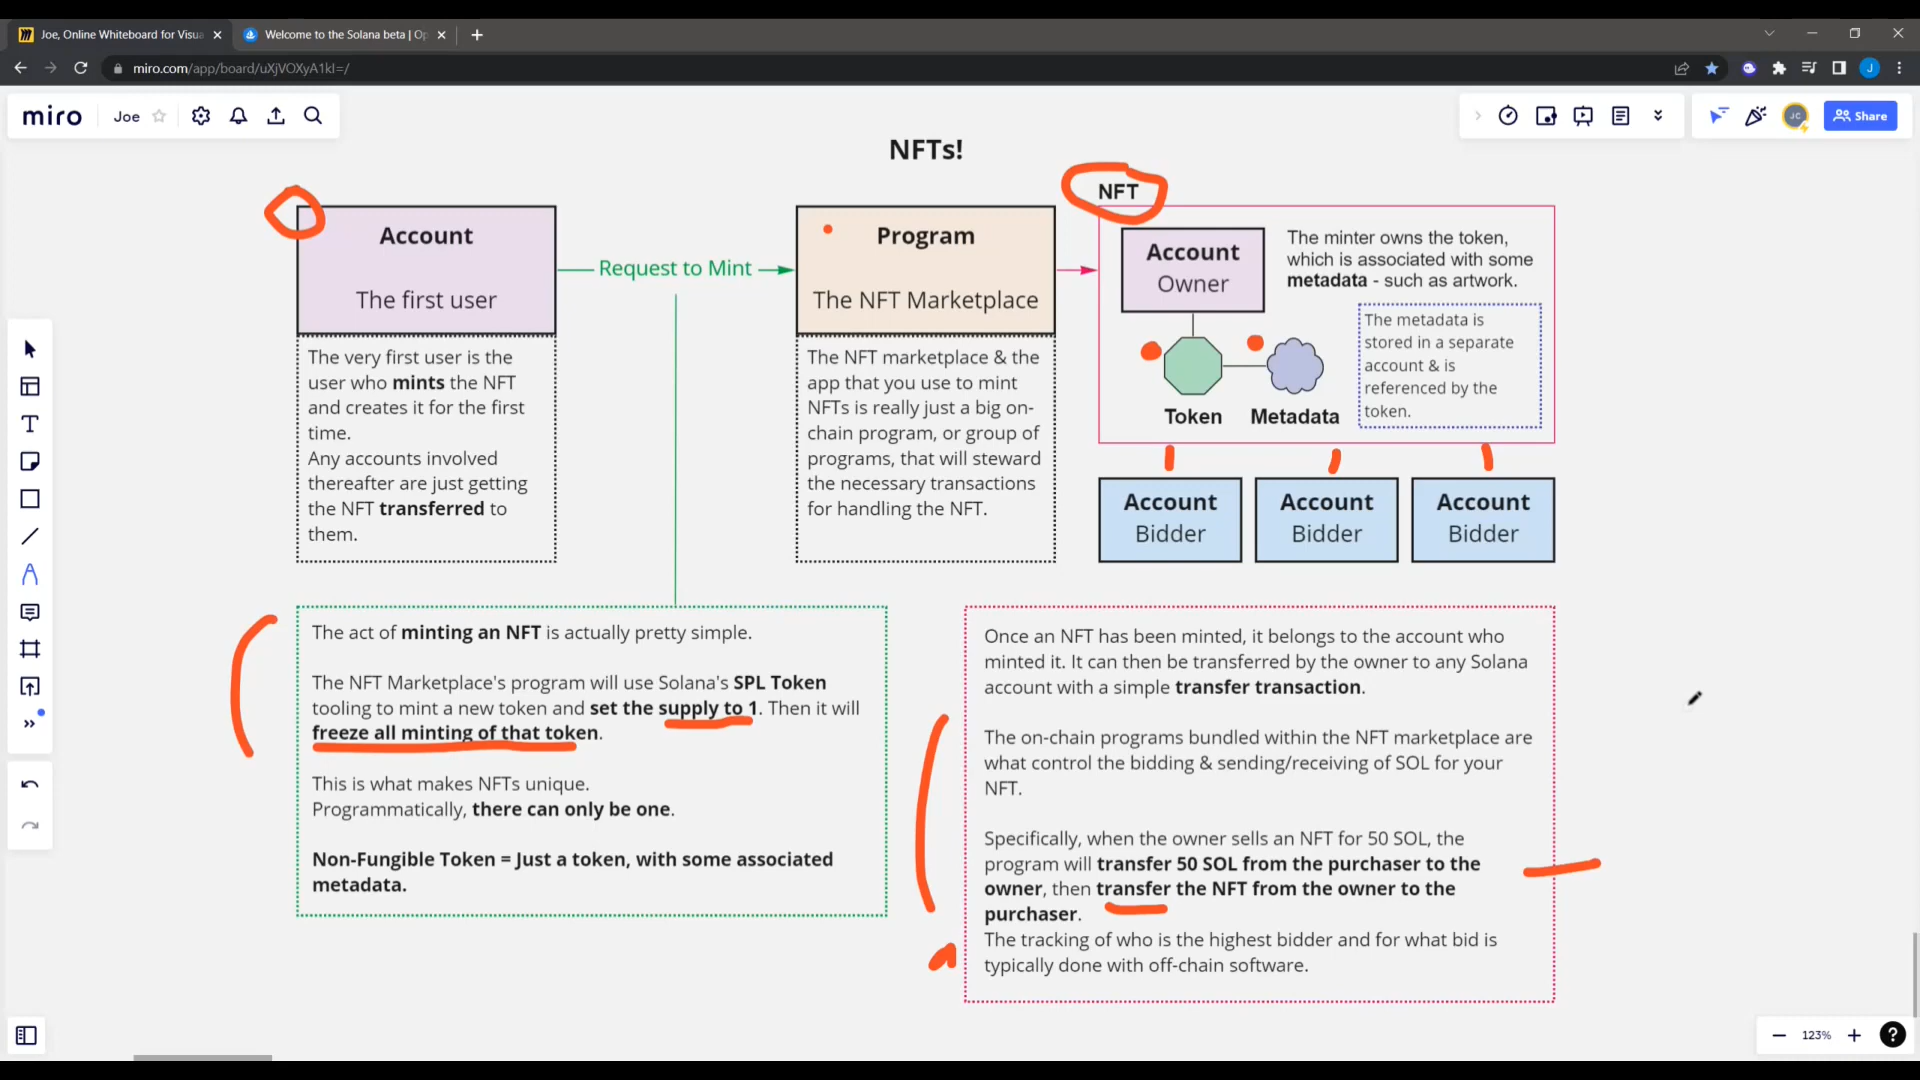 Joe, Online Whiteboard for Visua
Welcome to the Solana beta | Op
miro.com/app/board/uXjVOXyA1kI=/
J
miro
Joe
JC
Share
NFTs!
NFT
Account
The first user
Request to Mint
Program
The NFT Marketplace
Account
Owner
The minter owns the token,
which is associated with some
metadata - such as artwork.
The metadata is
stored in a separate
account & is
referenced by the
token.
Token
Metadata
The very first user is the
user who mints the NFT
and creates it for the first
time.
Any accounts involved
thereafter are just getting
the NFT transferred to
them.
The NFT marketplace & the
app that you use to mint
NFTs is really just a big on-
chain program, or group of
programs, that will steward
the necessary transactions
for handling the NFT.
Account
Bidder
Account
Bidder
Account
Bidder
The act of minting an NFT is actually pretty simple.
The NFT Marketplace's program will use Solana's SPL Token
tooling to mint a new token and set the supply to 1. Then it will
freeze all minting of that token.
This is what makes NFTs unique.
Programmatically, there can only be one.
Non-Fungible Token = Just a token, with some associated
metadata.
Once an NFT has been minted, it belongs to the account who
minted it. It can then be transferred by the owner to any Solana
account with a simple transfer transaction.
The on-chain programs bundled within the NFT marketplace are
what control the bidding & sending/receiving of SOL for your
NFT.
Specifically, when the owner sells an NFT for 50 SOL, the
program will transfer 50 SOL from the purchaser to the
owner, then transfer the NFT from the owner to the
purchaser.
The tracking of who is the highest bidder and for what bid is
typically done with off-chain software.
123%